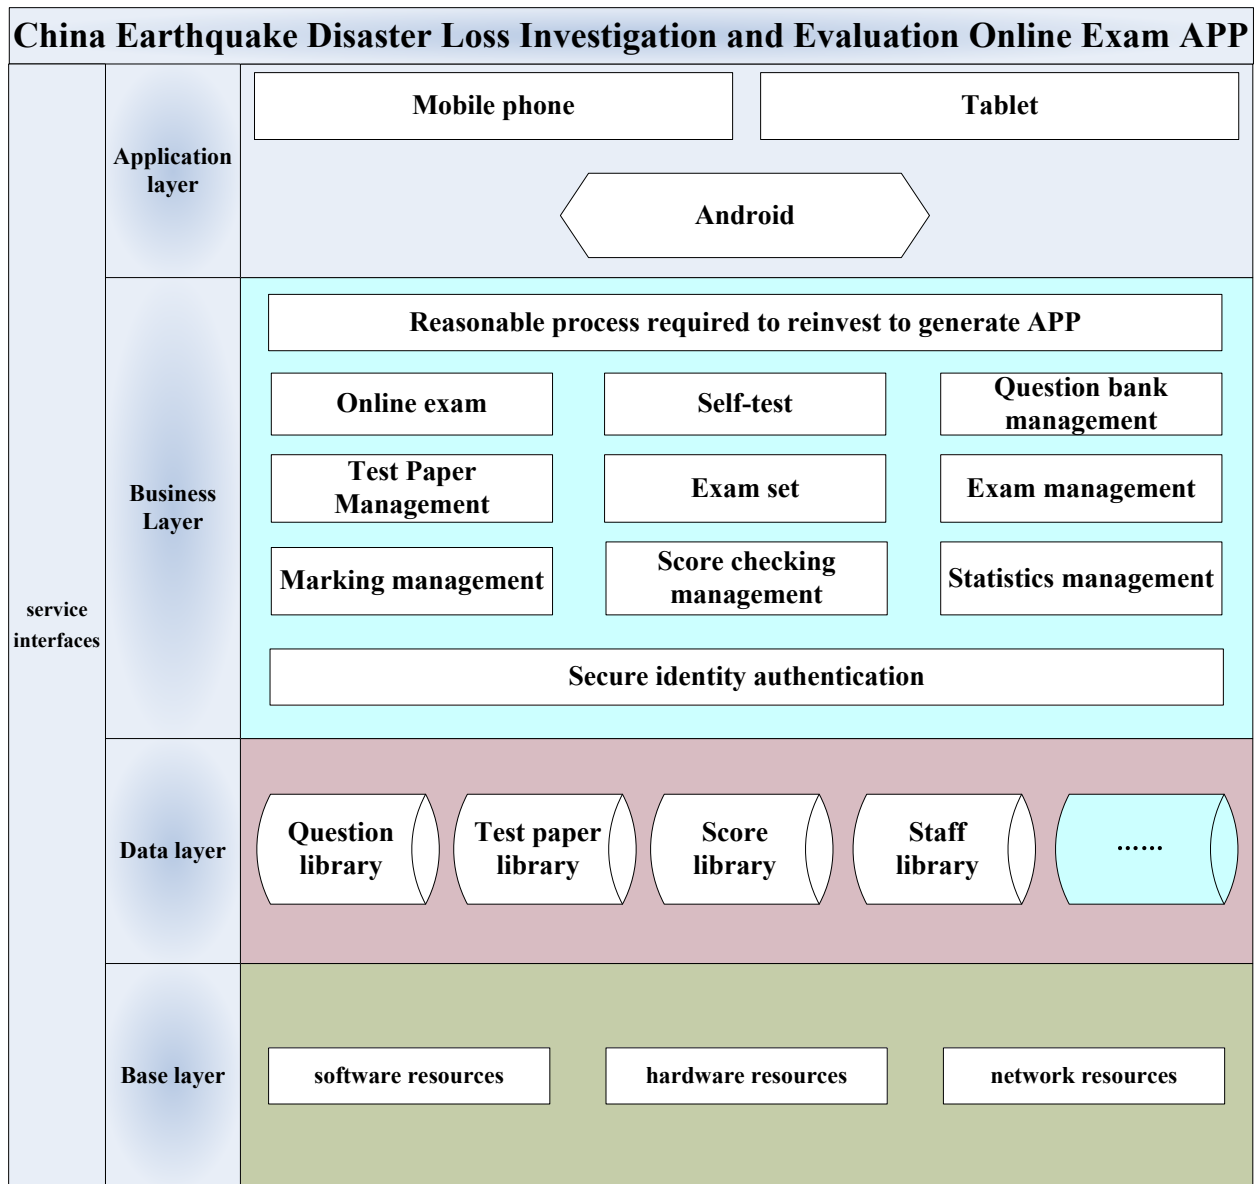 China Earthquake Disaster Loss Investigation and Evaluation Online Exam APP
service
interfaces
Application
layer
Mobile phone
Tablet
Android
Business
Layer
Reasonable process required to reinvest to generate APP
Online exam
Self-test
Question bank
management
Test Paper
Management
Exam set
Exam management
Marking management
Score checking
management
Statistics management
Secure identity authentication
Data layer
Question
library
Test paper
library
Score
library
Staff
library
......
Base layer
software resources
hardware resources
network resources